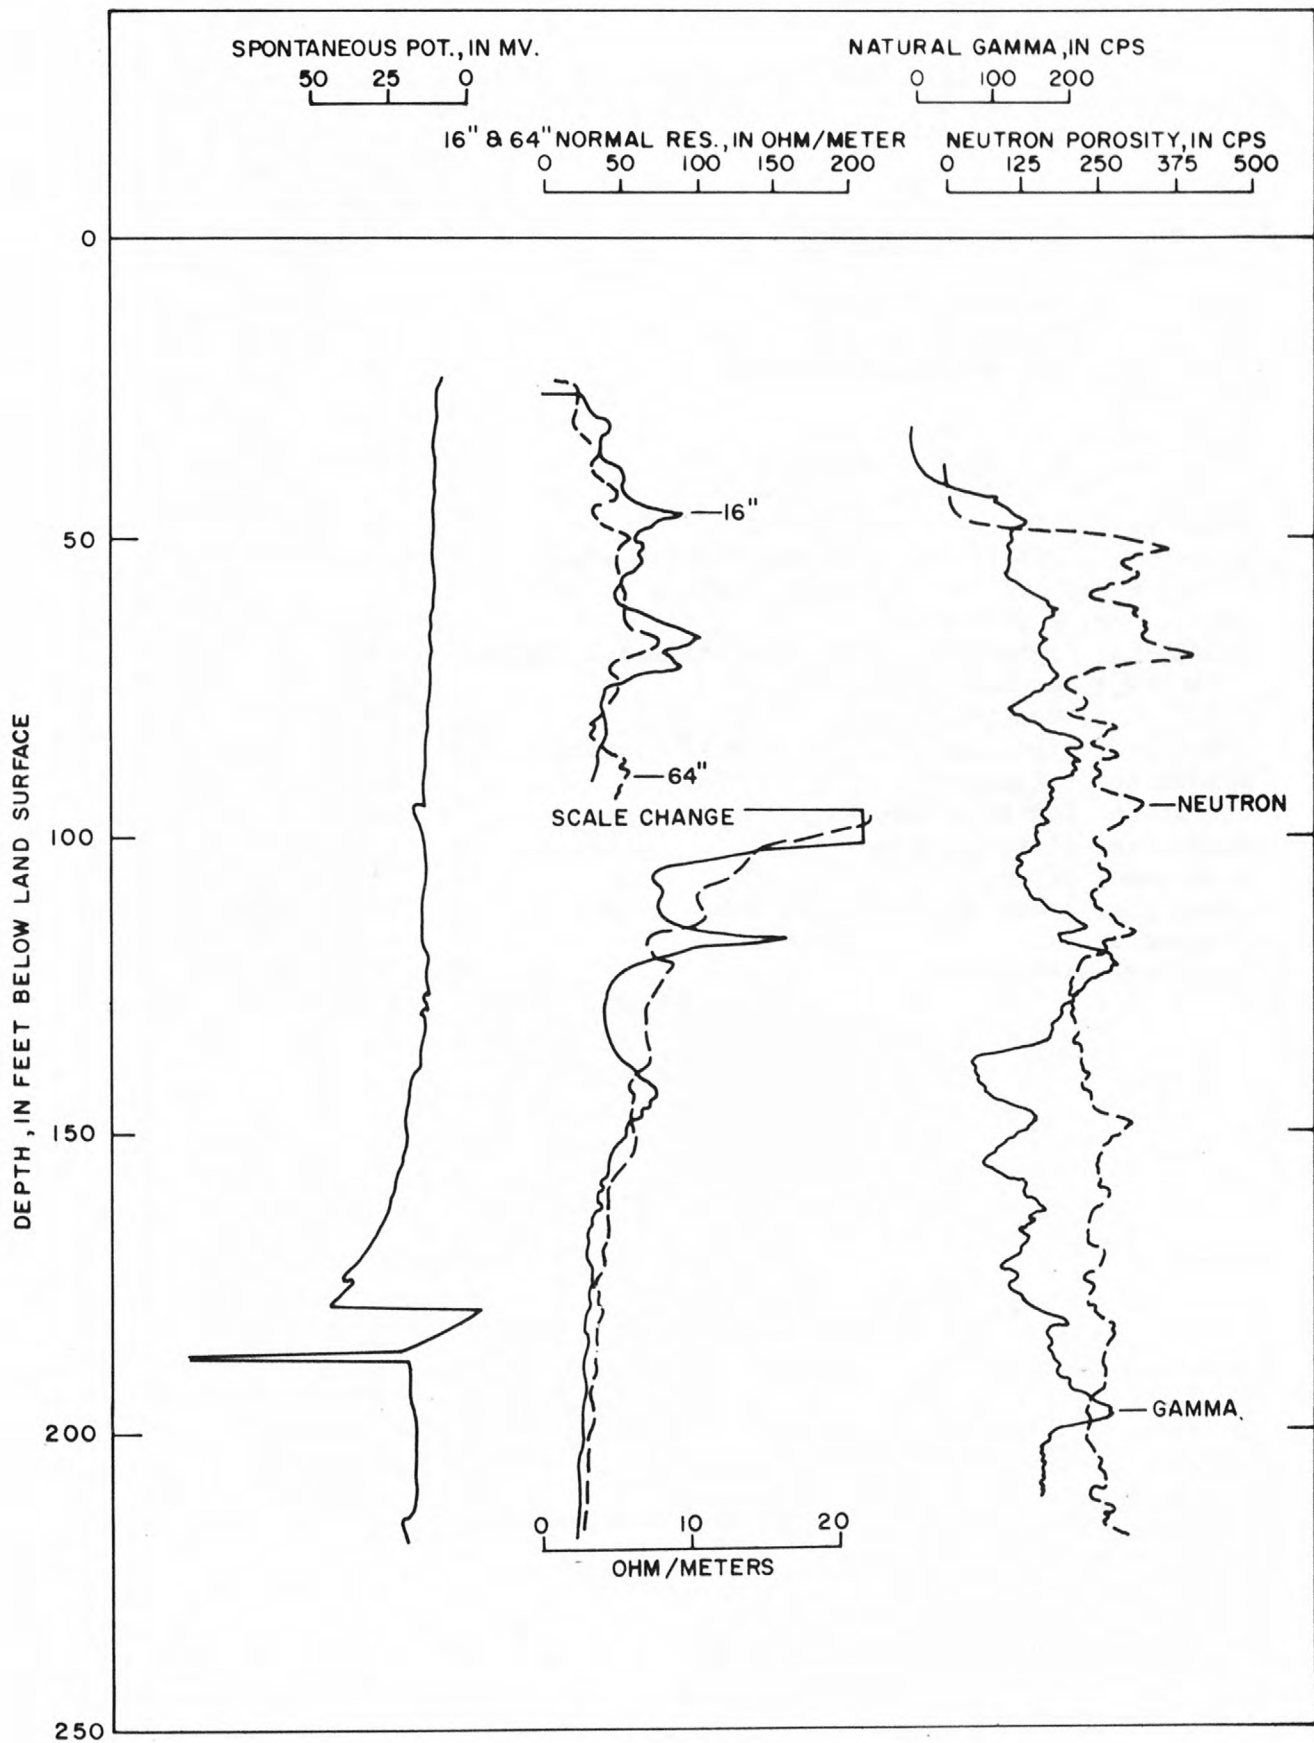 SPONTANEOUS POT., IN MV.
50 25 0
NATURAL GAMMA, IN CPS
0 100 200
16" & 64" NORMAL RES., IN OHM/METER
0 50 100 150 200
NEUTRON POROSITY, IN CPS
0 125 250 375 500
DEPTH, IN FEET BELOW LAND SURFACE
0
50
100
150
200
250
16"
64"
SCALE CHANGE
NEUTRON
GAMMA
0 10 20
OHM/METERS